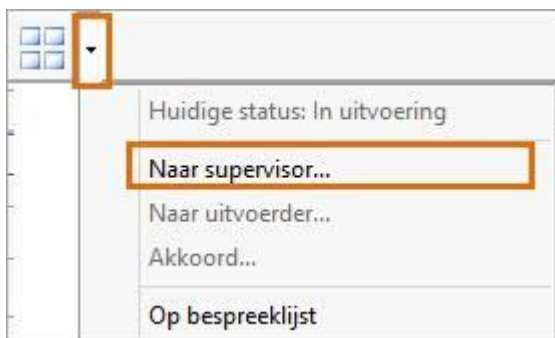 Huidige status: In uitvoering
Naar supervisor...
Naar uitvoerder...
Akkoord...
Op bespreeklijst